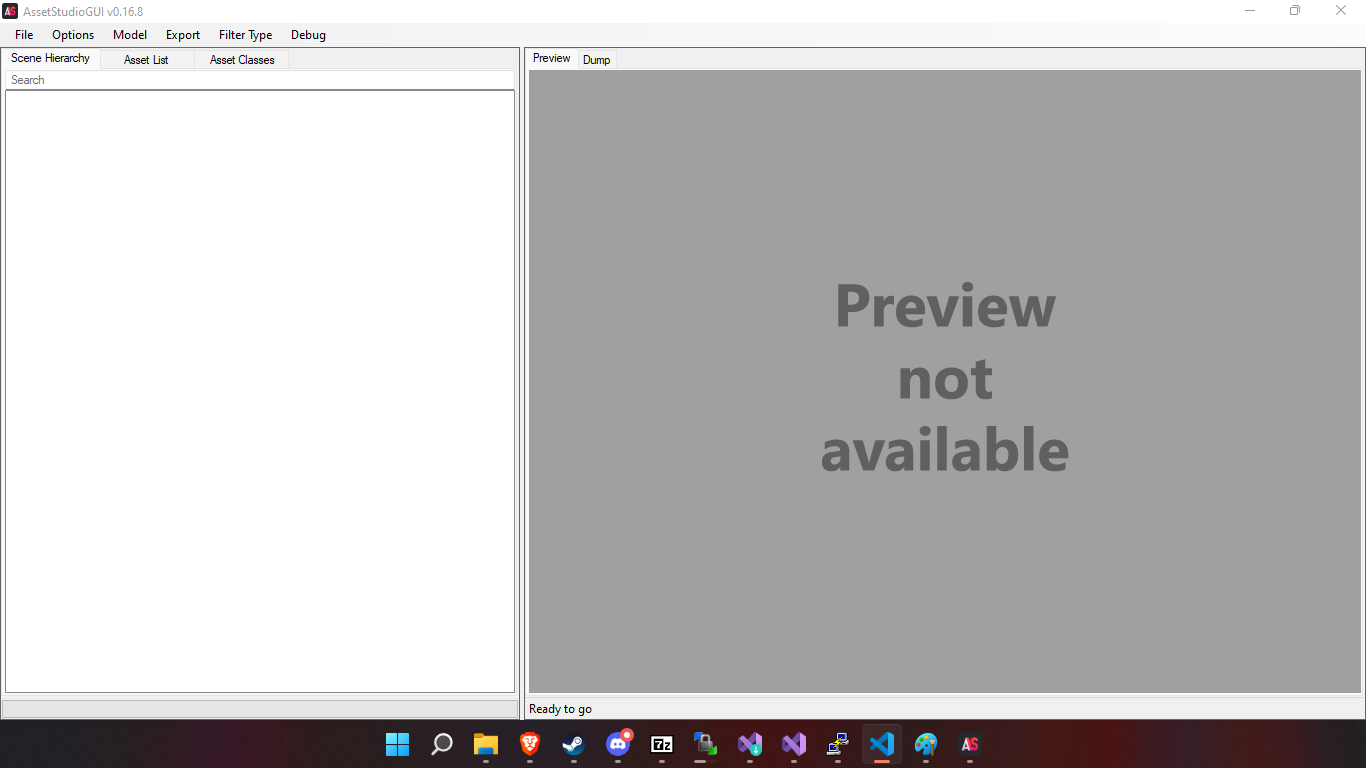 AS AssetStudioGUI v0.16.8
File Options Model Export Filter Type Debug
Scene Hierarchy Asset List Asset Classes
Search
Preview Dump
Preview
not
available
Ready to go
7z AS